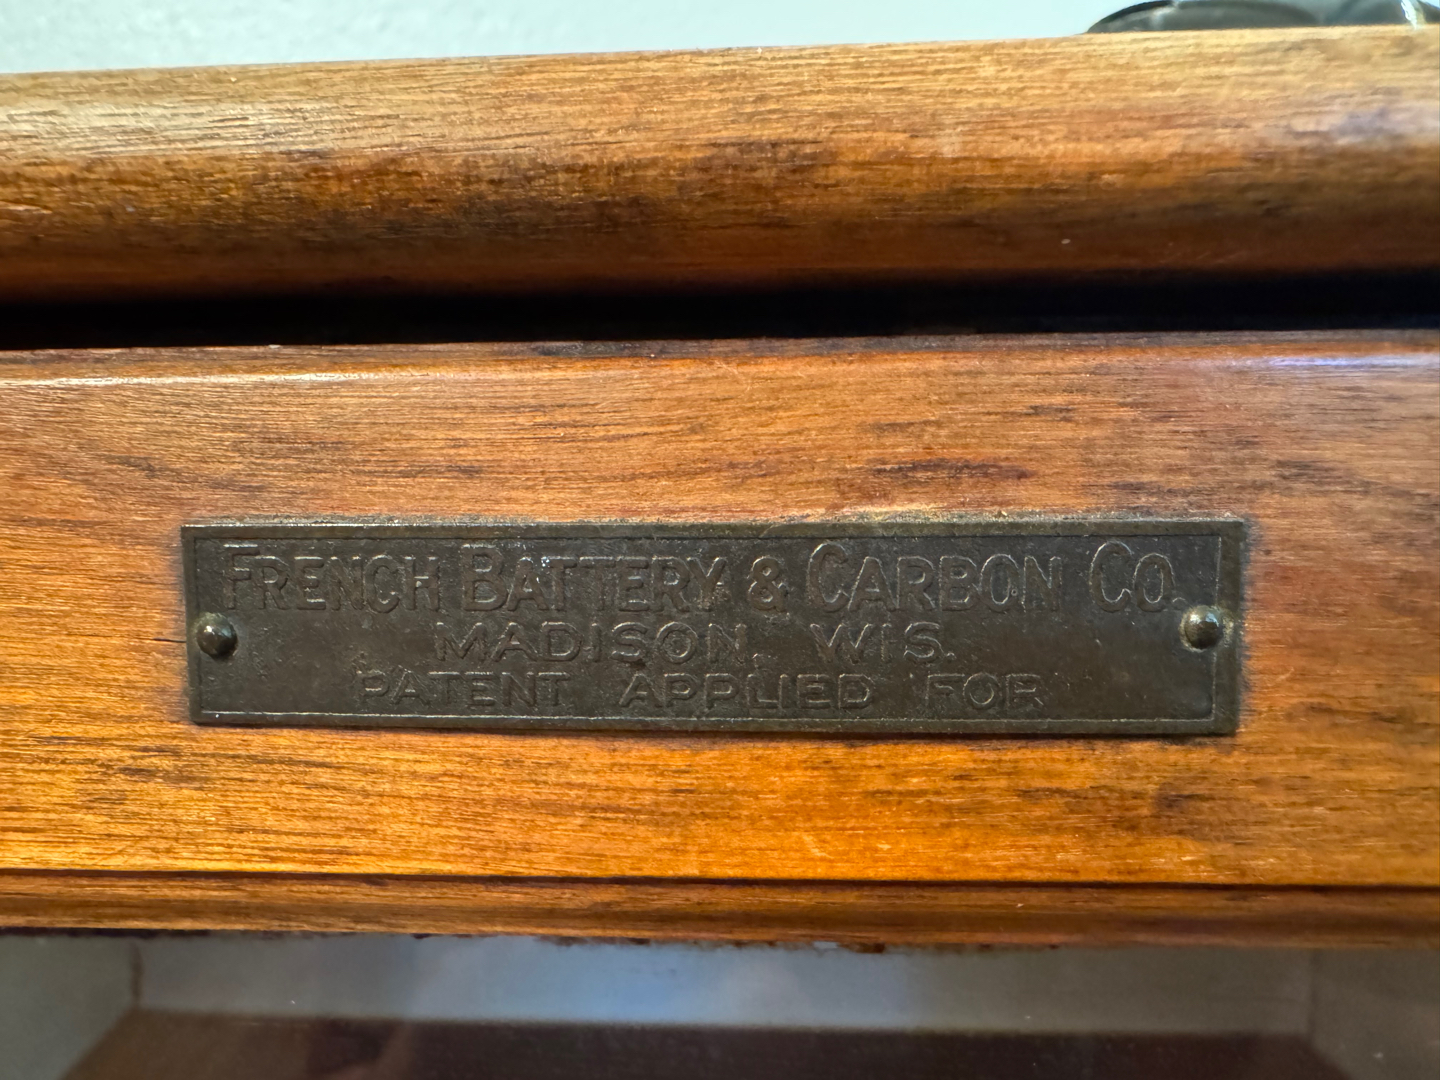 FRENCH BATTERY & CARBON CO.
MADISON, WIS.
PATENT APPLIED FOR